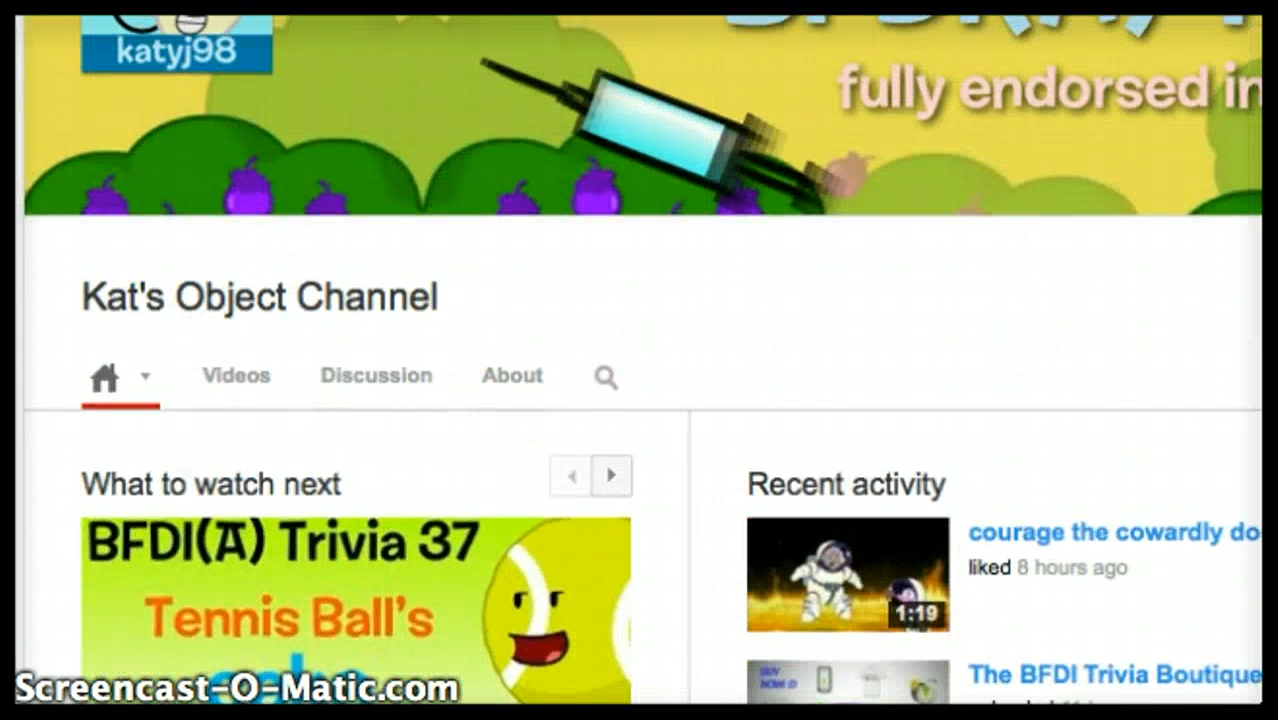 katyj98
fully endorsed in
Kat's Object Channel
Videos Discussion About
What to watch next
BFDI(A) Trivia 37
Tennis Ball's
Recent activity
courage the cowardly do
liked 8 hours ago
1:19
The BFDI Trivia Boutique
BUY
NOW :D
Screencast-O-Matic.com